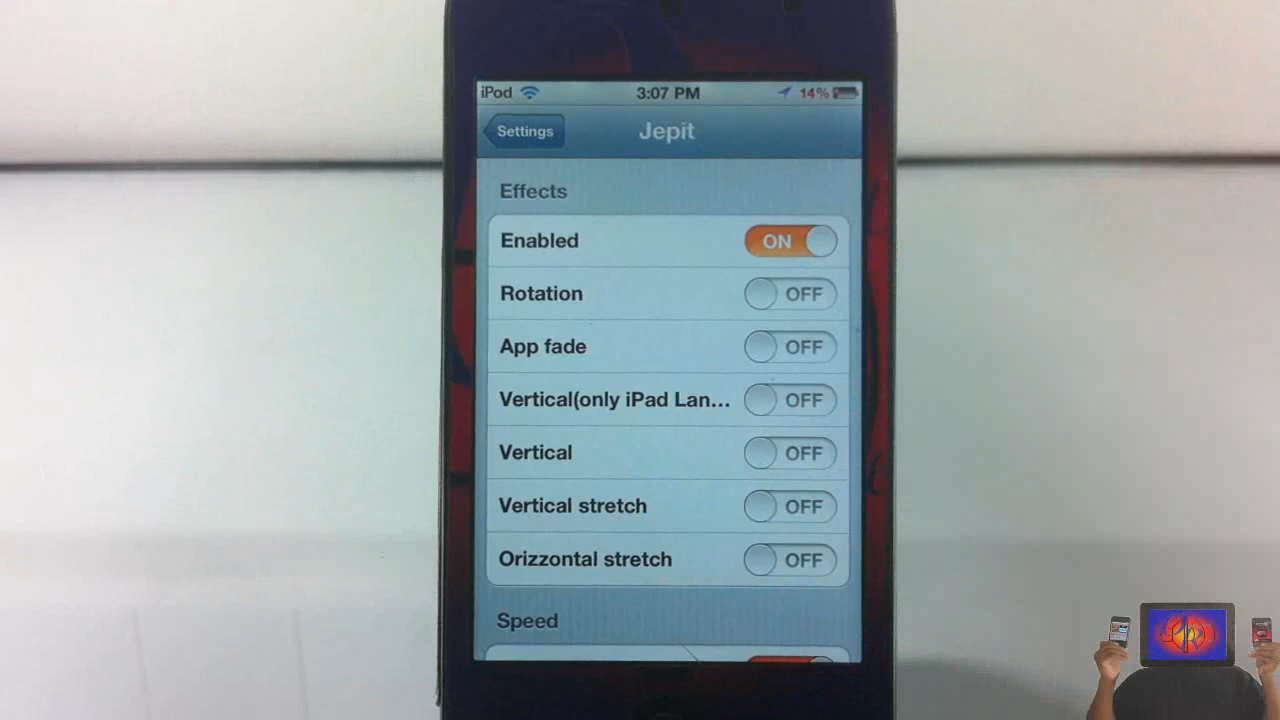 iPod 3:07 PM 14%
Settings Jepit
Effects
Enabled ON
Rotation OFF
App fade OFF
Vertical(only iPad Lan... OFF
Vertical OFF
Vertical stretch OFF
Orizzontal stretch OFF
Speed